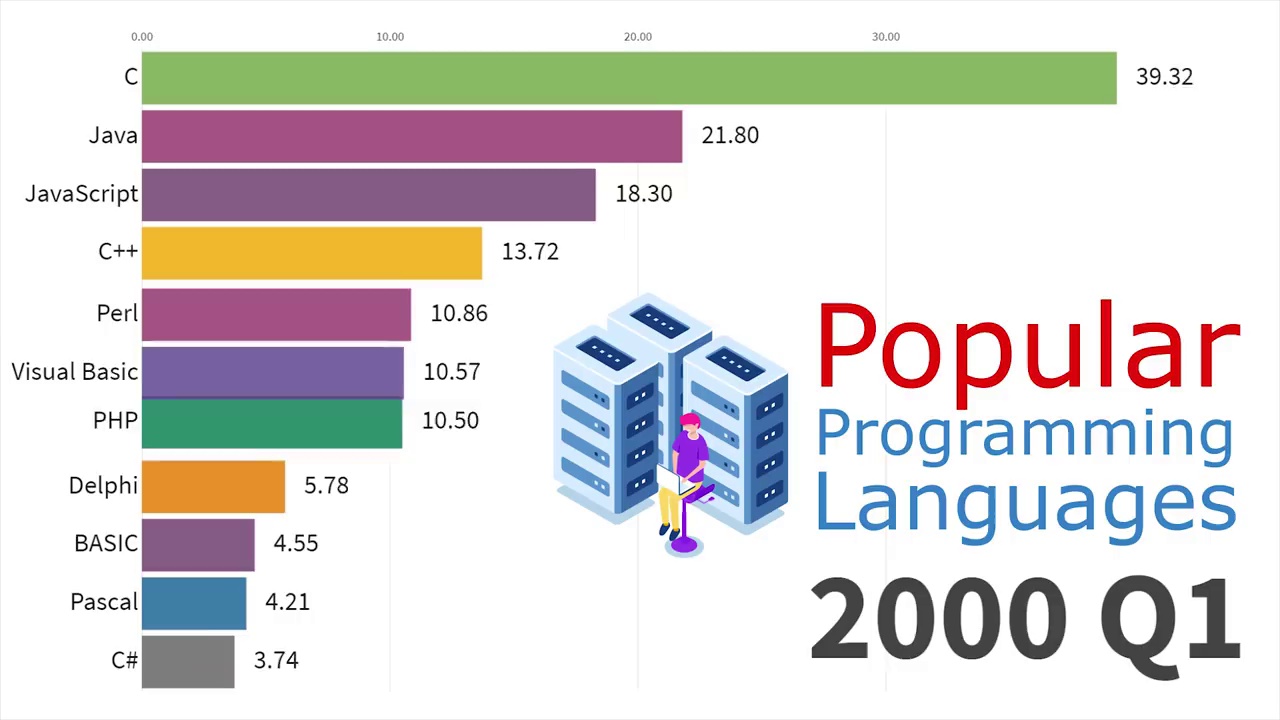 0.00 10.00 20.00 30.00
C 39.32
Java 21.80
JavaScript 18.30
C++ 13.72
Perl 10.86
Visual Basic 10.57
PHP 10.50
Delphi 5.78
BASIC 4.55
Pascal 4.21
C# 3.74
Popular
Programming
Languages
2000 Q1